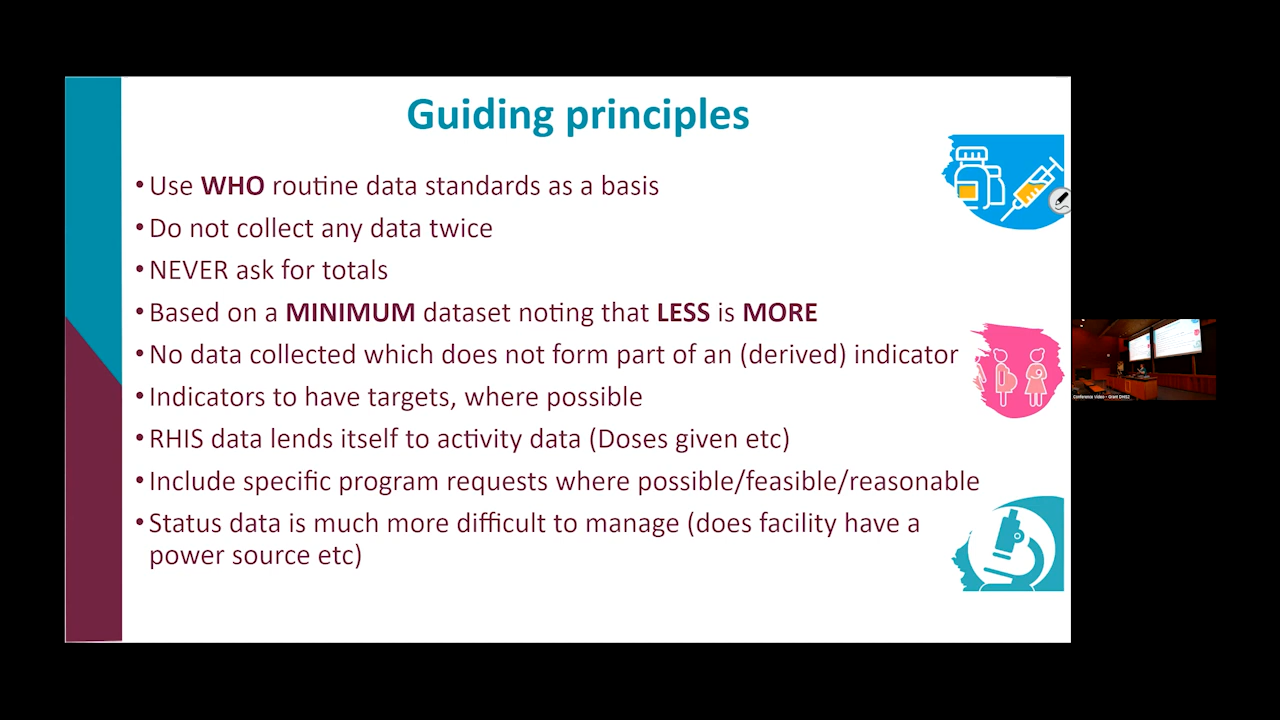 Guiding principles
• Use WHO routine data standards as a basis
• Do not collect any data twice
• NEVER ask for totals
• Based on a MINIMUM dataset noting that LESS is MORE
• No data collected which does not form part of an (derived) indicator
• Indicators to have targets, where possible
• RHIS data lends itself to activity data (Doses given etc)
• Include specific program requests where possible/feasible/reasonable
• Status data is much more difficult to manage (does facility have a
power source etc)
Conference Video - Grant DHIS2